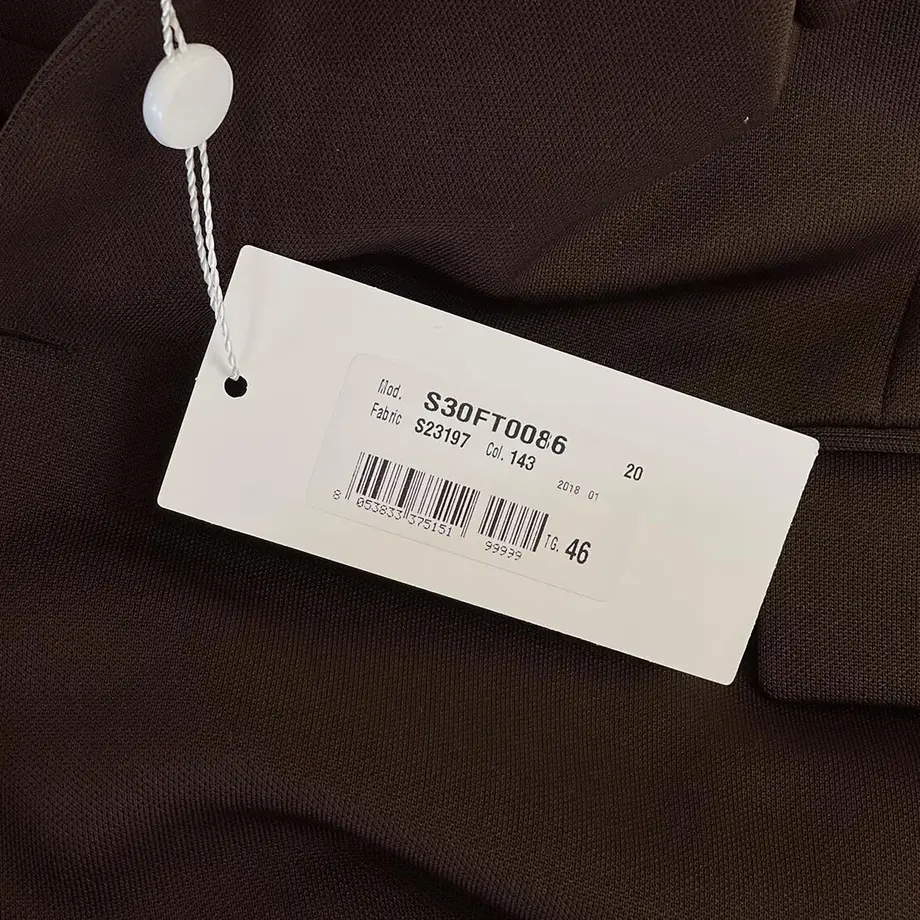 Mod. S30FT0086 20
Fabric S23197 Col. 143
2018 01
8 053833 375151 99999
TG. 46